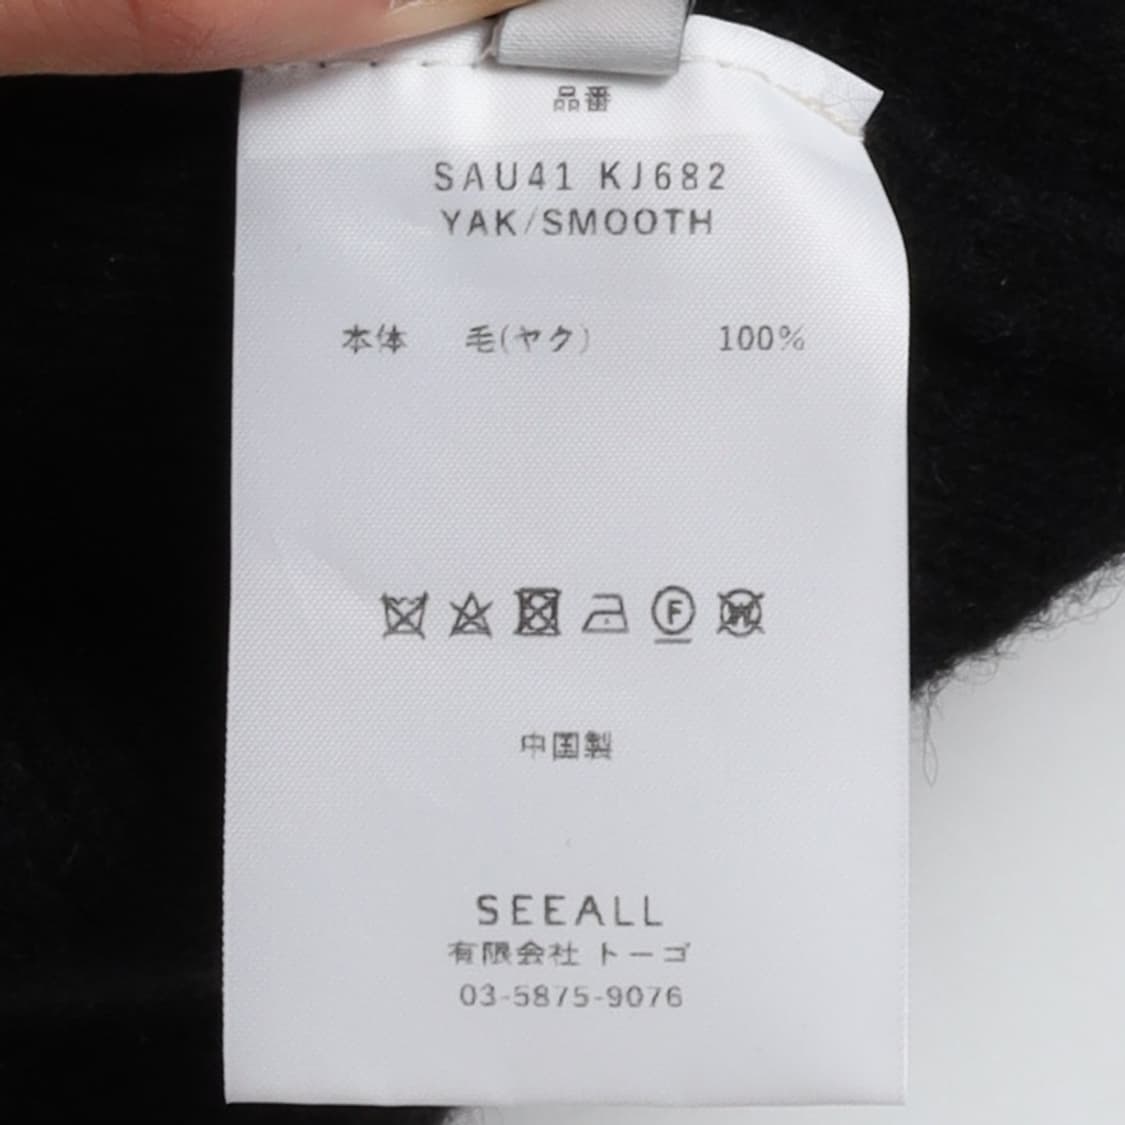 品番
SAU41 KJ682
YAK/SMOOTH
本体 毛(ヤク) 100%
F W
中国製
SEEALL
有限会社 トーゴ
03-5875-9076